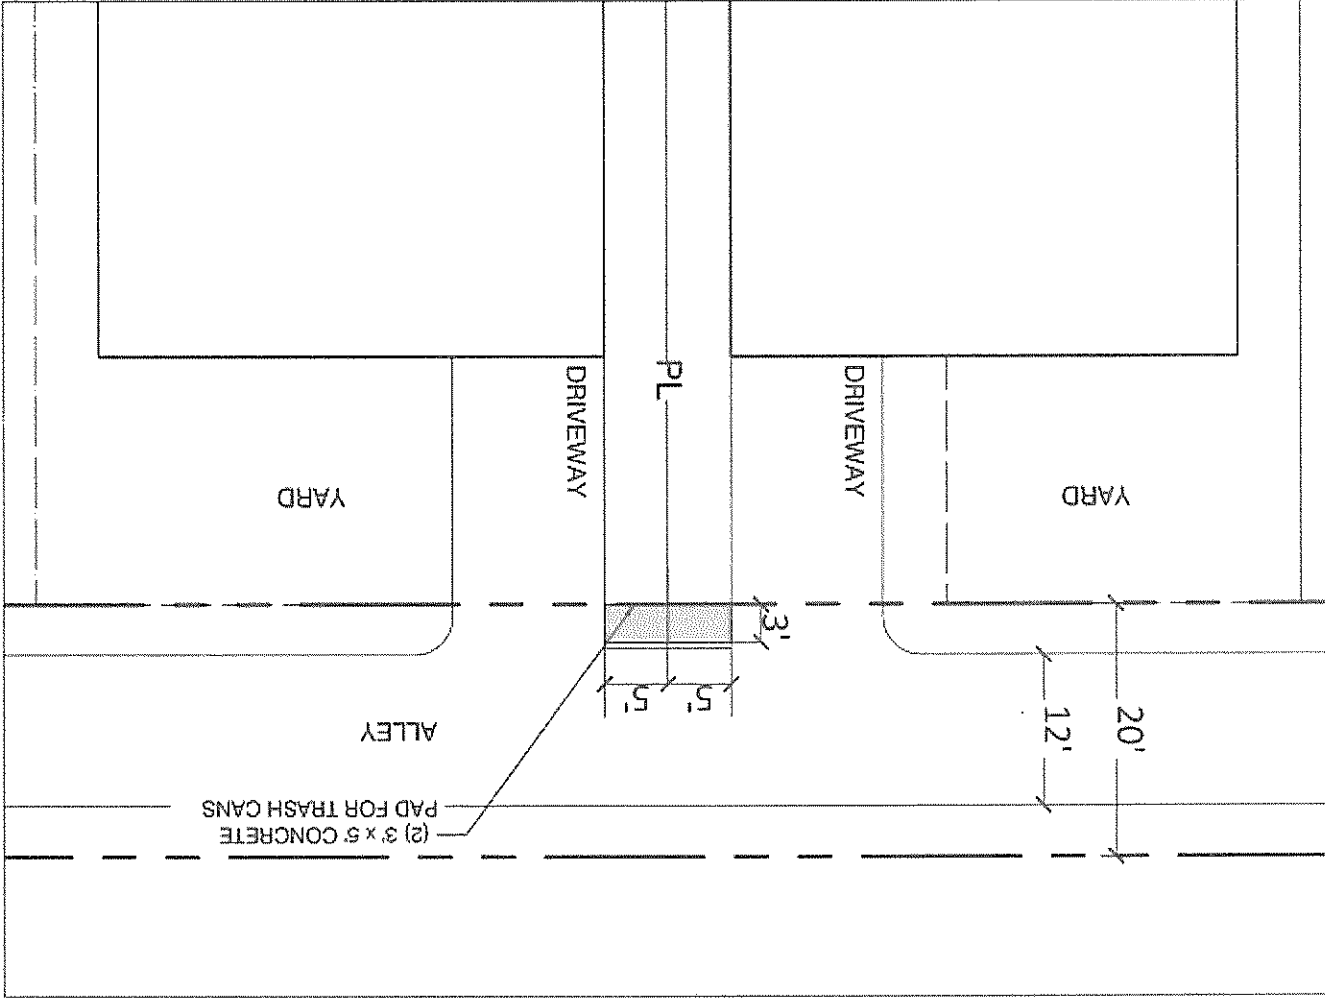 (2) 3' x 5' CONCRETE
PAD FOR TRASH CANS
ALLEY
20'
12'
5'
5'
3'
YARD
YARD
DRIVEWAY
DRIVEWAY
PL